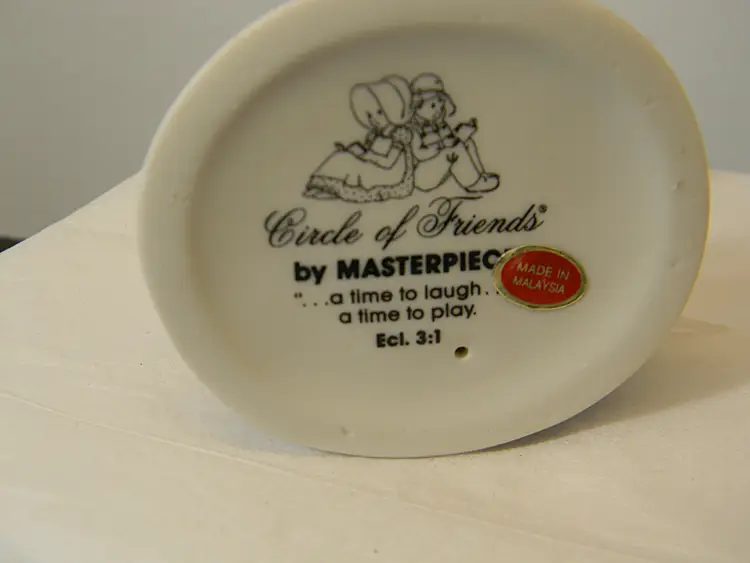 Circle of Friends®
by MASTERPIEC
"...a time to laugh..
a time to play.
Ecl. 3:1
MADE IN
MALAYSIA